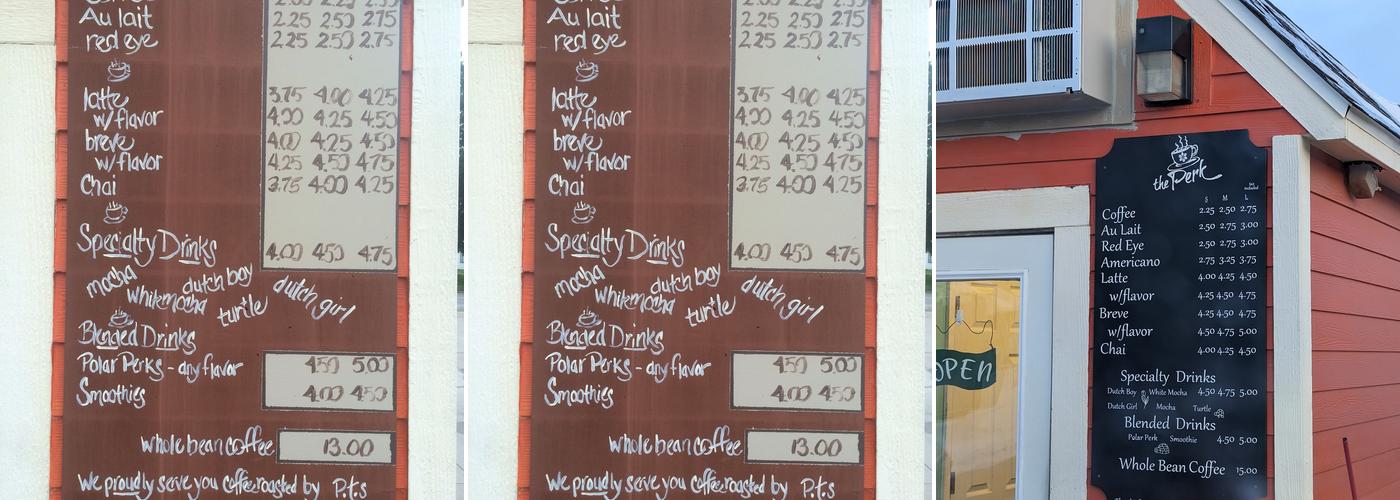 Au lait 2.25 2.50 2.75
red eye 2.25 2.50 2.75
latte 3.75 4.00 4.25
w/flavor 4.00 4.25 4.50
breve 4.00 4.25 4.50
w/flavor 4.25 4.50 4.75
Chai 3.75 4.00 4.25
Specialty Drinks 4.00 4.50 4.75
mocha dutch boy dutch girl
white mocha turtle
Blended Drinks
Polar Perks - any flavor 4.50 5.00
Smoothies 4.00 4.50
whole bean coffee 13.00
We proudly serve you coffee roasted by P.t.s
Au lait 2.25 2.50 2.75
red eye 2.25 2.50 2.75
latte 3.75 4.00 4.25
w/flavor 4.00 4.25 4.50
breve 4.00 4.25 4.50
w/flavor 4.25 4.50 4.75
Chai 3.75 4.00 4.25
Specialty Drinks 4.00 4.50 4.75
mocha dutch boy dutch girl
white mocha turtle
Blended Drinks
Polar Perks - any flavor 4.50 5.00
Smoothies 4.00 4.50
whole bean coffee 13.00
We proudly serve you coffee roasted by P.t.s
the Perk
S M L
Coffee 2.25 2.50 2.75
Au Lait 2.50 2.75 3.00
Red Eye 2.50 2.75 3.00
Americano 2.75 3.25 3.75
Latte 4.00 4.25 4.50
w/flavor 4.25 4.50 4.75
Breve 4.25 4.50 4.75
w/flavor 4.50 4.75 5.00
Chai 4.00 4.25 4.50
Specialty Drinks
Dutch Boy White Mocha 4.50 4.75 5.00
Dutch Girl Mocha Turtle
Blended Drinks
Polar Perk Smoothie 4.50 5.00
Whole Bean Coffee 15.00
OPEN